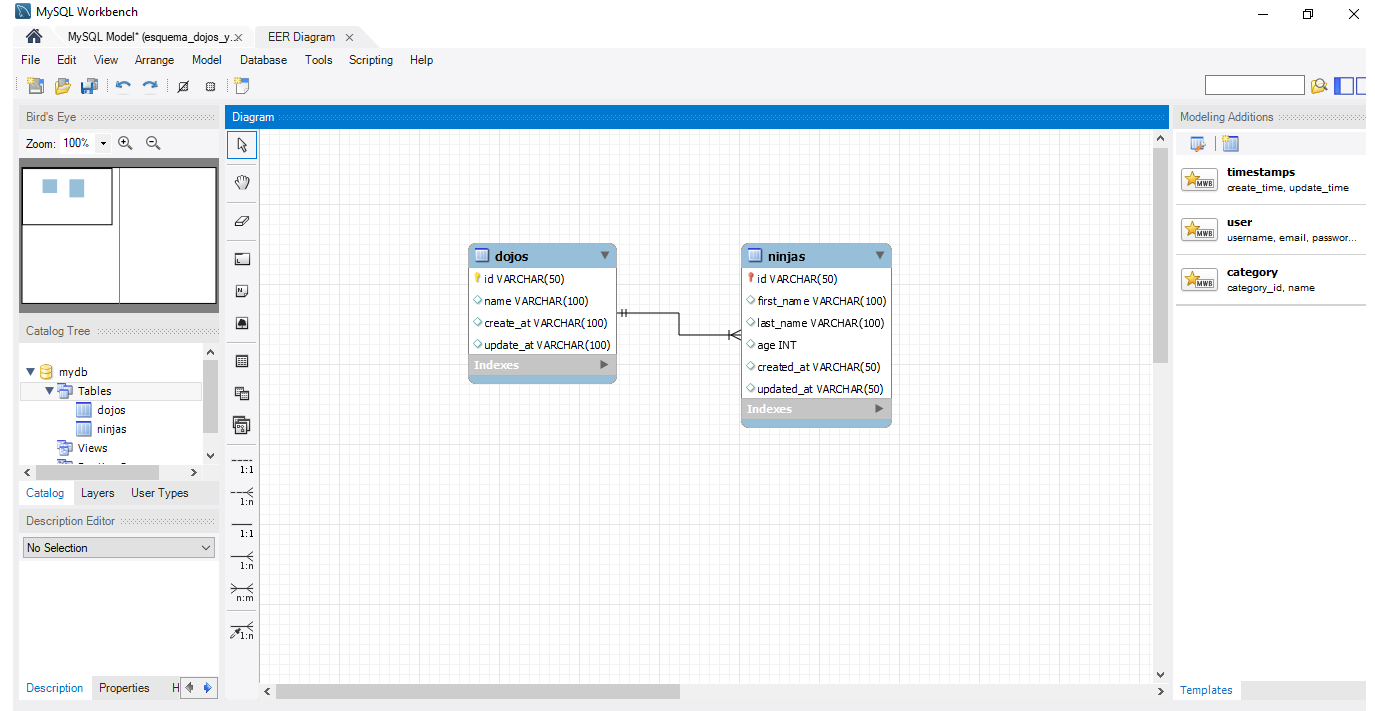 MySQL Workbench
MySQL Model* (esquema_dojos_y... EER Diagram
File Edit View Arrange Model Database Tools Scripting Help
Bird's Eye
Zoom: 100%
Catalog Tree
mydb
Tables
dojos
ninjas
Views
Catalog Layers User Types
Description Editor
No Selection
Description Properties H
Diagram
1:1
1:n
1:1
1:n
n:m
1:n
dojos
id VARCHAR(50)
name VARCHAR(100)
create_at VARCHAR(100)
update_at VARCHAR(100)
Indexes
ninjas
id VARCHAR(50)
first_name VARCHAR(100)
last_name VARCHAR(100)
age INT
created_at VARCHAR(50)
updated_at VARCHAR(50)
Indexes
Modeling Additions
MWB
timestamps
create_time, update_time
MWB
user
username, email, passwor...
MWB
category
category_id, name
Templates